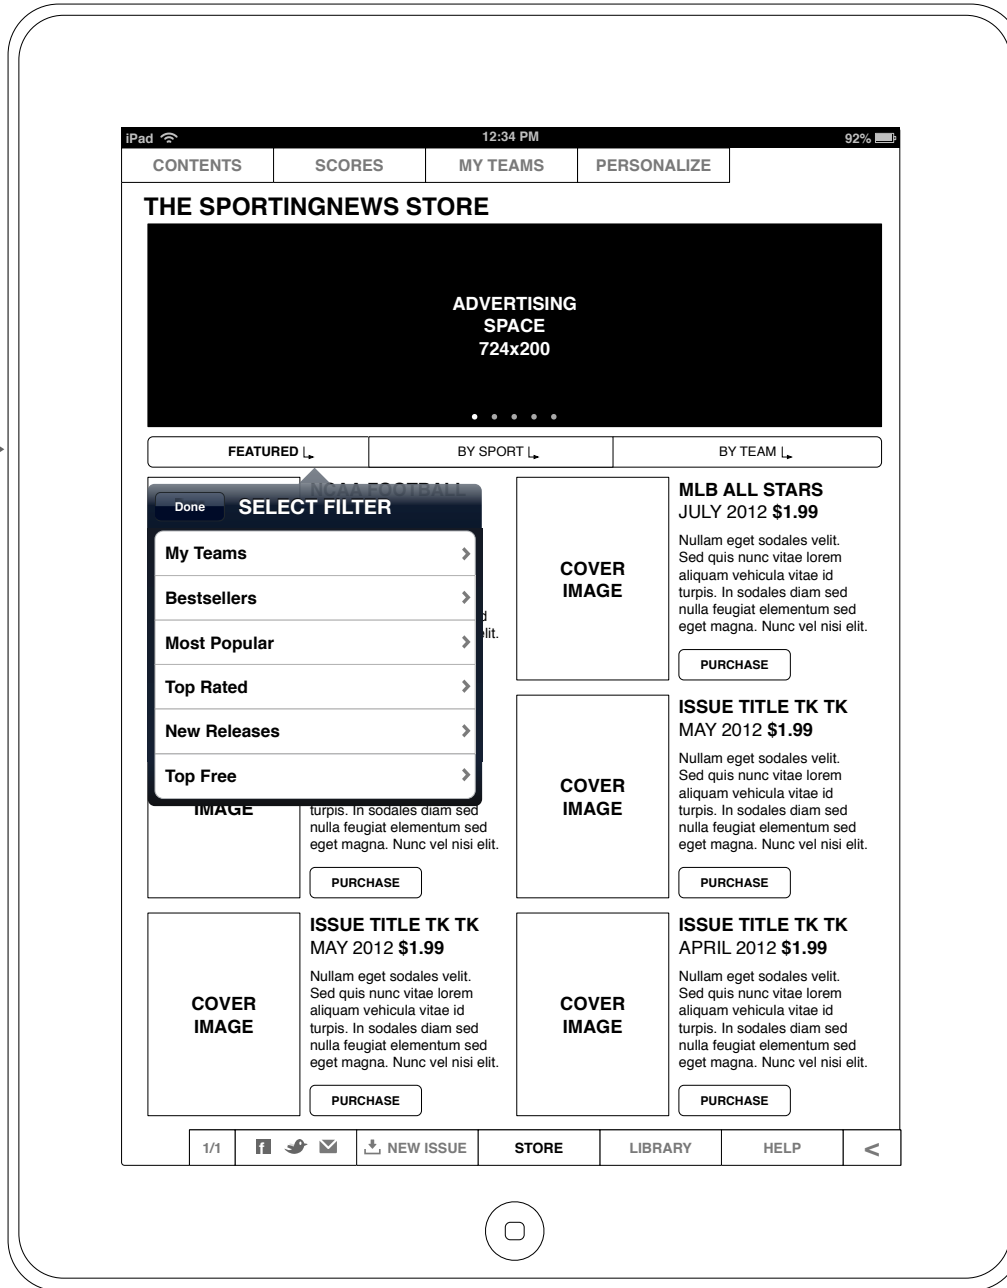 iPad
12:34 PM
92%
CONTENTS
SCORES
MY TEAMS
PERSONALIZE
THE SPORTINGNEWS STORE
ADVERTISING
SPACE
724x200
FEATURED
BY SPORT
BY TEAM
NCAA FOOTBALL
Done
SELECT FILTER
My Teams
Bestsellers
Most Popular
Top Rated
New Releases
Top Free
IMAGE
turpis. In sodales diam sed
nulla feugiat elementum sed
eget magna. Nunc vel nisi elit.
PURCHASE
COVER
IMAGE
MLB ALL STARS
JULY 2012 $1.99
Nullam eget sodales velit.
Sed quis nunc vitae lorem
aliquam vehicula vitae id
turpis. In sodales diam sed
nulla feugiat elementum sed
eget magna. Nunc vel nisi elit.
PURCHASE
COVER
IMAGE
ISSUE TITLE TK TK
MAY 2012 $1.99
Nullam eget sodales velit.
Sed quis nunc vitae lorem
aliquam vehicula vitae id
turpis. In sodales diam sed
nulla feugiat elementum sed
eget magna. Nunc vel nisi elit.
PURCHASE
COVER
IMAGE
ISSUE TITLE TK TK
MAY 2012 $1.99
Nullam eget sodales velit.
Sed quis nunc vitae lorem
aliquam vehicula vitae id
turpis. In sodales diam sed
nulla feugiat elementum sed
eget magna. Nunc vel nisi elit.
PURCHASE
COVER
IMAGE
ISSUE TITLE TK TK
APRIL 2012 $1.99
Nullam eget sodales velit.
Sed quis nunc vitae lorem
aliquam vehicula vitae id
turpis. In sodales diam sed
nulla feugiat elementum sed
eget magna. Nunc vel nisi elit.
PURCHASE
1/1
f
NEW ISSUE
STORE
LIBRARY
HELP
<